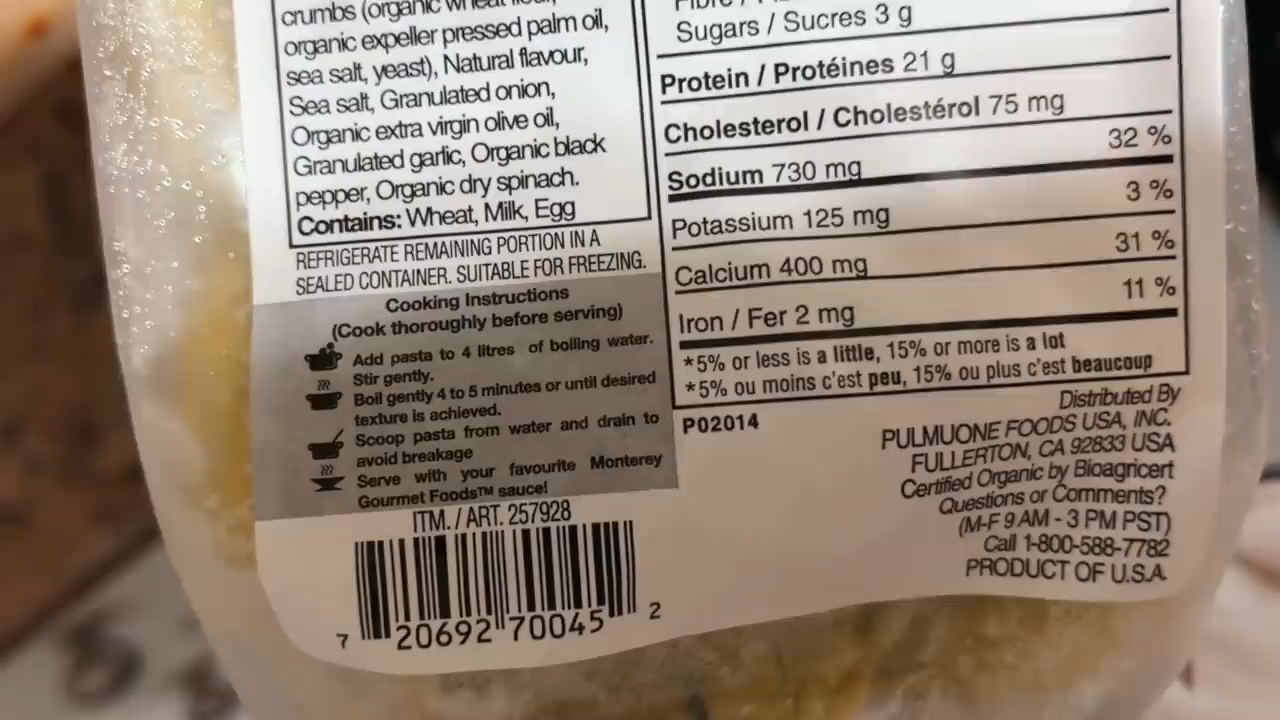 crumbs (organic
organic expeller pressed palm oil,
sea salt, yeast), Natural flavour,
Sea salt, Granulated onion,
Organic extra virgin olive oil,
Granulated garlic, Organic black
pepper, Organic dry spinach.
Contains: Wheat, Milk, Egg
REFRIGERATE REMAINING PORTION IN A
SEALED CONTAINER. SUITABLE FOR FREEZING.
Cooking Instructions
(Cook thoroughly before serving)
Add pasta to 4 litres of boiling water.
Stir gently.
Boil gently 4 to 5 minutes or until desired
texture is achieved.
Scoop pasta from water and drain to
avoid breakage
Serve with your favourite Monterey
Gourmet Foods™ sauce!
ITM. / ART. 257928
7 20692 70045 2
Sugars / Sucres 3 g
Protein / Protéines 21 g
Cholesterol / Cholestérol 75 mg
Sodium 730 mg 32 %
Potassium 125 mg 3 %
Calcium 400 mg 31 %
Iron / Fer 2 mg 11 %
*5% or less is a little, 15% or more is a lot
*5% ou moins c'est peu, 15% ou plus c'est beaucoup
P02014
Distributed By
PULMUONE FOODS USA, INC.
FULLERTON, CA 92833 USA
Certified Organic by Bioagricert
Questions or Comments?
(M-F 9 AM - 3 PM PST)
Call 1-800-588-7782
PRODUCT OF U.S.A.